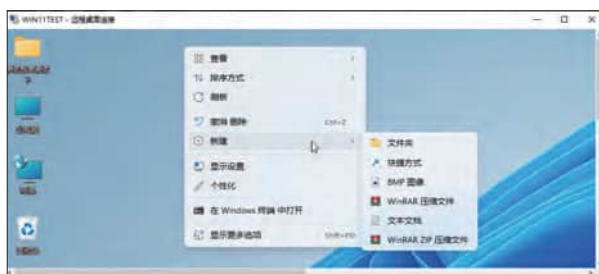 WIN11TEST - 远程桌面连接
查看
排序方式
刷新
撤消 删除 Ctrl+Z
新建
显示设置
个性化
在 Windows 终端 中打开
显示更多选项 Shift+F10
文件夹
快捷方式
BMP 图像
WinRAR 压缩文件
文本文档
WinRAR ZIP 压缩文件